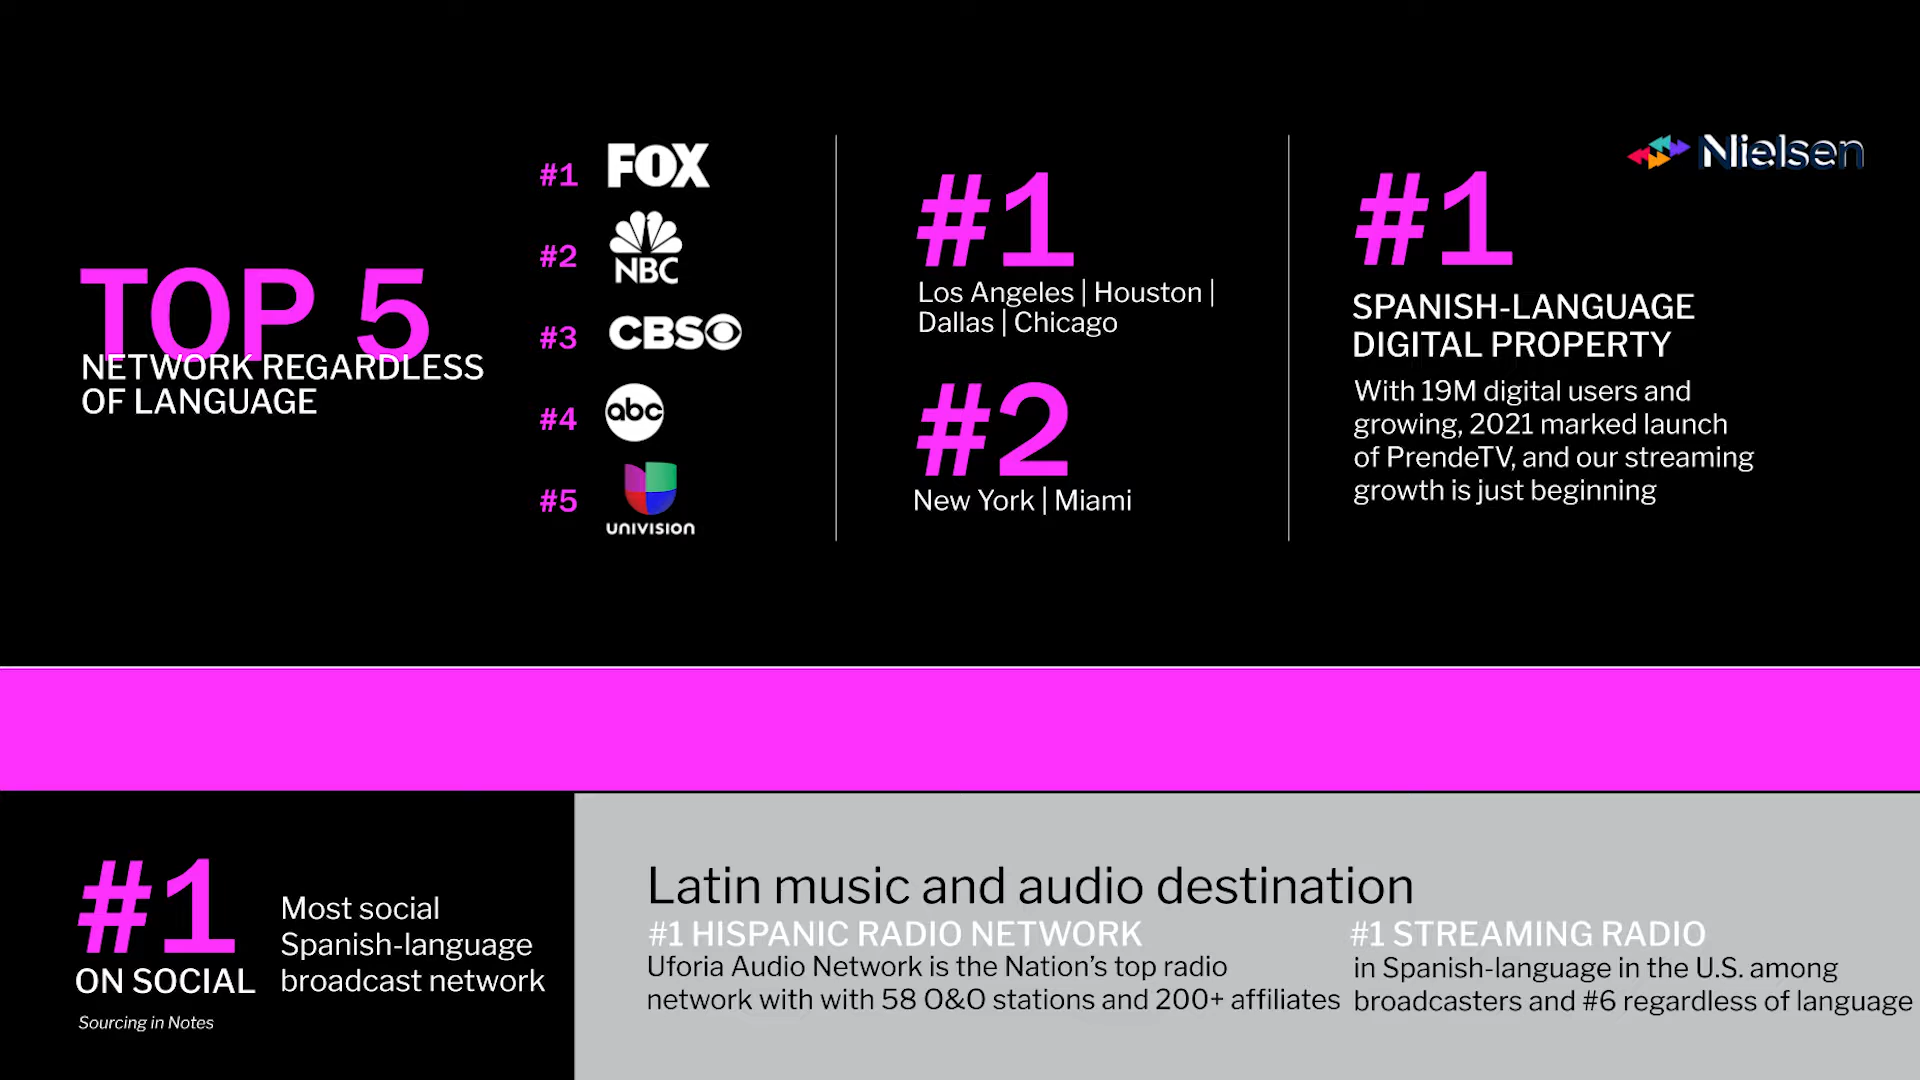 TOP 5
NETWORK REGARDLESS
OF LANGUAGE
#1 FOX
#2 NBC
#3 CBS
#4 abc
#5 UNIVISION
#1
Los Angeles | Houston |
Dallas | Chicago
#2
New York | Miami
Nielsen
#1
SPANISH-LANGUAGE
DIGITAL PROPERTY
With 19M digital users and
growing, 2021 marked launch
of PrendeTV, and our streaming
growth is just beginning
#1
ON SOCIAL
Most social
Spanish-language
broadcast network
Sourcing in Notes
Latin music and audio destination
#1 HISPANIC RADIO NETWORK
Uforia Audio Network is the Nation’s top radio
network with with 58 O&O stations and 200+ affiliates
#1 STREAMING RADIO
in Spanish-language in the U.S. among
broadcasters and #6 regardless of language